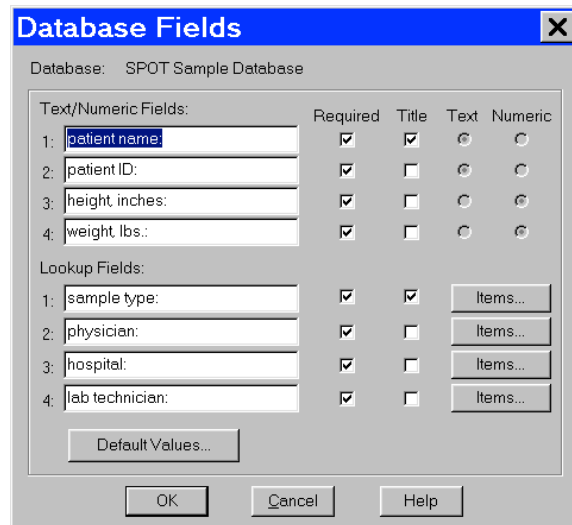 Database Fields
Database: SPOT Sample Database
Text/Numeric Fields: Required Title Text Numeric
1: patient name:
2: patient ID:
3: height, inches:
4: weight, lbs.:
Lookup Fields:
1: sample type: Items...
2: physician: Items...
3: hospital: Items...
4: lab technician: Items...
Default Values...
OK Cancel Help